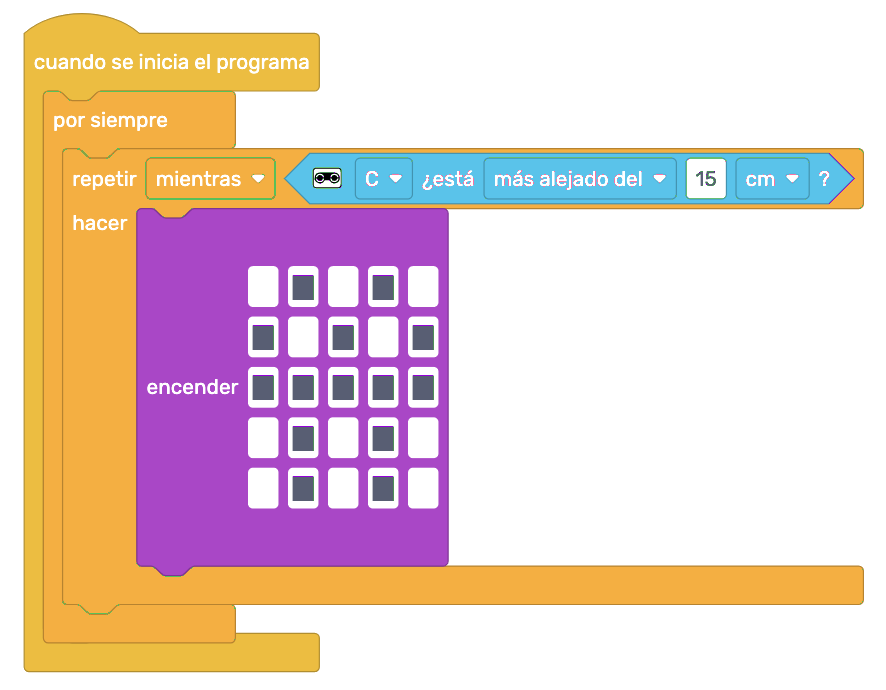 cuando se inicia el programa
por siempre
repetir mientras C ¿está más alejado del 15 cm ?
hacer
encender